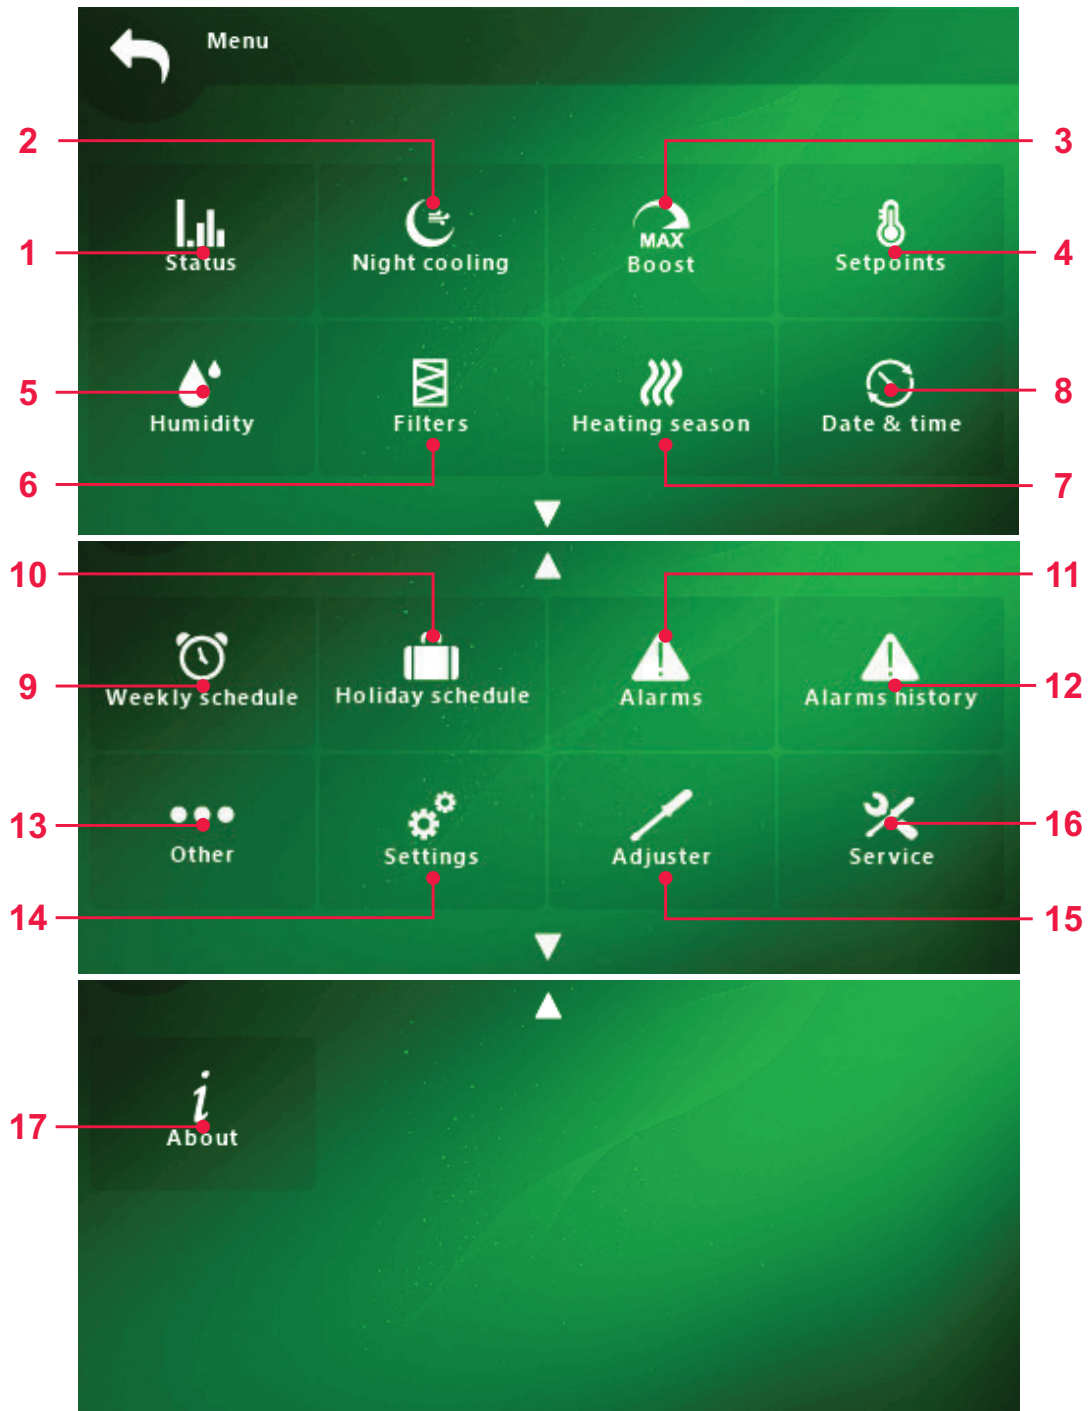 Menu
2
3
1
MAX
4
Status
Night cooling
Boost
Setpoints
5
8
Humidity
Filters
Heating season
Date & time
6
7
10
11
9
12
Weekly schedule
Holiday schedule
Alarms
Alarms history
13
16
Other
Settings
Adjuster
Service
14
15
i
17
About